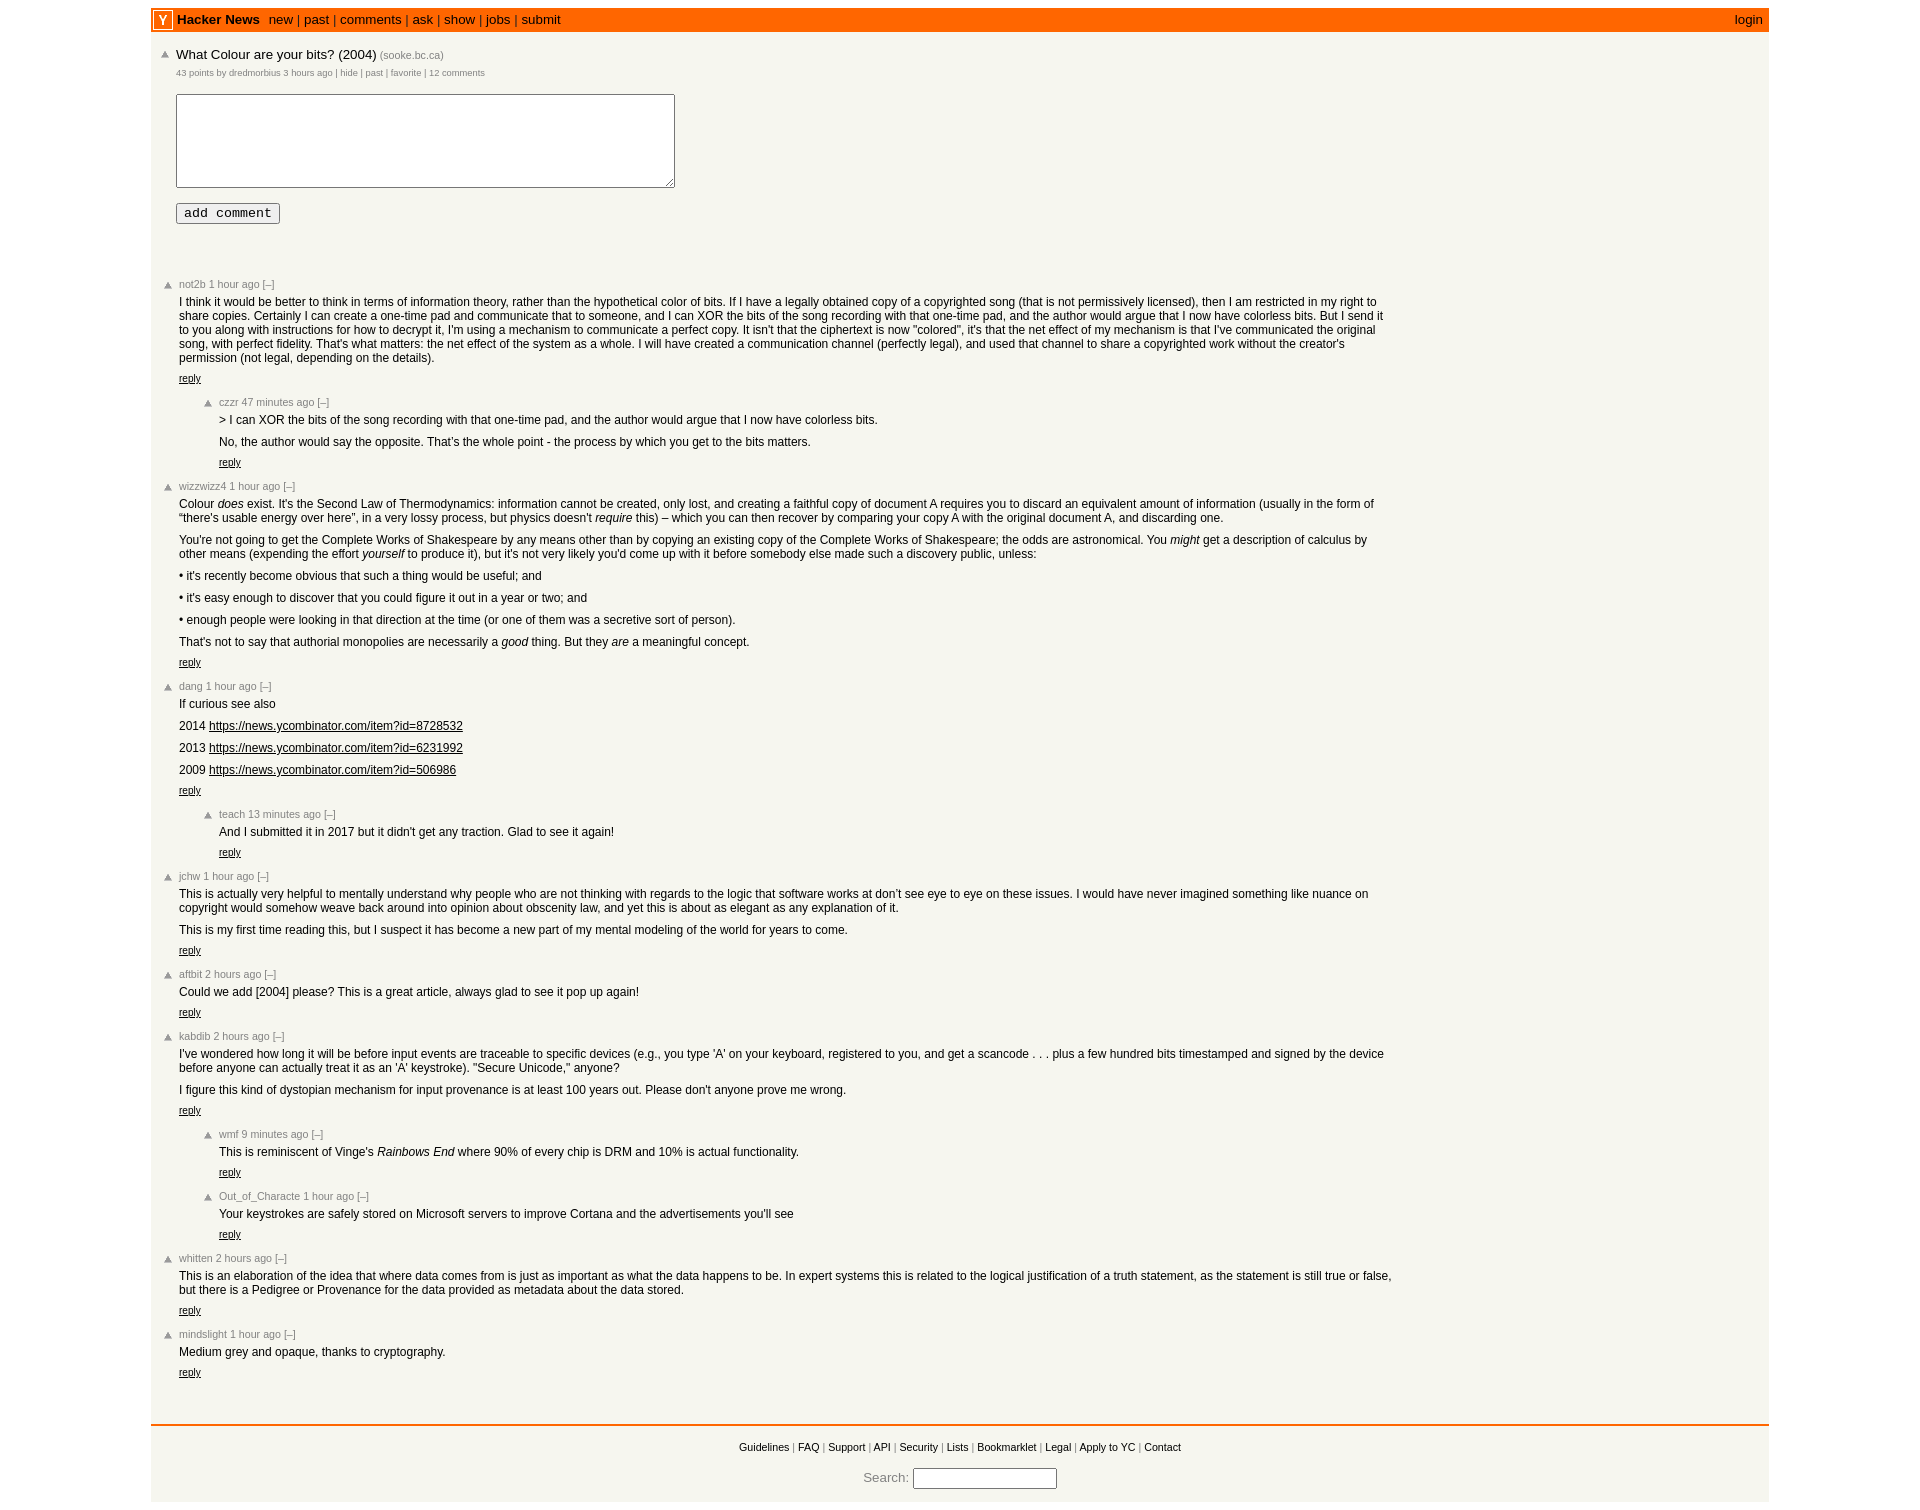 Y Hacker News new | past | comments | ask | show | jobs | submit login
What Colour are your bits? (2004) (sooke.bc.ca)
43 points by dredmorbius 3 hours ago | hide | past | favorite | 12 comments
add comment
not2b 1 hour ago [–]
I think it would be better to think in terms of information theory, rather than the hypothetical color of bits. If I have a legally obtained copy of a copyrighted song (that is not permissively licensed), then I am restricted in my right to
share copies. Certainly I can create a one-time pad and communicate that to someone, and I can XOR the bits of the song recording with that one-time pad, and the author would argue that I now have colorless bits. But I send it
to you along with instructions for how to decrypt it, I'm using a mechanism to communicate a perfect copy. It isn't that the ciphertext is now "colored", it's that the net effect of my mechanism is that I've communicated the original
song, with perfect fidelity. That's what matters: the net effect of the system as a whole. I will have created a communication channel (perfectly legal), and used that channel to share a copyrighted work without the creator's
permission (not legal, depending on the details).
reply
czzr 47 minutes ago [–]
> I can XOR the bits of the song recording with that one-time pad, and the author would argue that I now have colorless bits.
No, the author would say the opposite. That’s the whole point - the process by which you get to the bits matters.
reply
wizzwizz4 1 hour ago [–]
Colour does exist. It's the Second Law of Thermodynamics: information cannot be created, only lost, and creating a faithful copy of document A requires you to discard an equivalent amount of information (usually in the form of
“there's usable energy over here”, in a very lossy process, but physics doesn't require this) – which you can then recover by comparing your copy A with the original document A, and discarding one.
You're not going to get the Complete Works of Shakespeare by any means other than by copying an existing copy of the Complete Works of Shakespeare; the odds are astronomical. You might get a description of calculus by
other means (expending the effort yourself to produce it), but it's not very likely you'd come up with it before somebody else made such a discovery public, unless:
• it's recently become obvious that such a thing would be useful; and
• it's easy enough to discover that you could figure it out in a year or two; and
• enough people were looking in that direction at the time (or one of them was a secretive sort of person).
That's not to say that authorial monopolies are necessarily a good thing. But they are a meaningful concept.
reply
dang 1 hour ago [–]
If curious see also
2014 https://news.ycombinator.com/item?id=8728532
2013 https://news.ycombinator.com/item?id=6231992
2009 https://news.ycombinator.com/item?id=506986
reply
teach 13 minutes ago [–]
And I submitted it in 2017 but it didn't get any traction. Glad to see it again!
reply
jchw 1 hour ago [–]
This is actually very helpful to mentally understand why people who are not thinking with regards to the logic that software works at don’t see eye to eye on these issues. I would have never imagined something like nuance on
copyright would somehow weave back around into opinion about obscenity law, and yet this is about as elegant as any explanation of it.
This is my first time reading this, but I suspect it has become a new part of my mental modeling of the world for years to come.
reply
aftbit 2 hours ago [–]
Could we add [2004] please? This is a great article, always glad to see it pop up again!
reply
kabdib 2 hours ago [–]
I've wondered how long it will be before input events are traceable to specific devices (e.g., you type 'A' on your keyboard, registered to you, and get a scancode . . . plus a few hundred bits timestamped and signed by the device
before anyone can actually treat it as an 'A' keystroke). "Secure Unicode," anyone?
I figure this kind of dystopian mechanism for input provenance is at least 100 years out. Please don't anyone prove me wrong.
reply
wmf 9 minutes ago [–]
This is reminiscent of Vinge's Rainbows End where 90% of every chip is DRM and 10% is actual functionality.
reply
Out_of_Characte 1 hour ago [–]
Your keystrokes are safely stored on Microsoft servers to improve Cortana and the advertisements you'll see
reply
whitten 2 hours ago [–]
This is an elaboration of the idea that where data comes from is just as important as what the data happens to be. In expert systems this is related to the logical justification of a truth statement, as the statement is still true or false,
but there is a Pedigree or Provenance for the data provided as metadata about the data stored.
reply
mindslight 1 hour ago [–]
Medium grey and opaque, thanks to cryptography.
reply
Guidelines | FAQ | Support | API | Security | Lists | Bookmarklet | Legal | Apply to YC | Contact
Search: